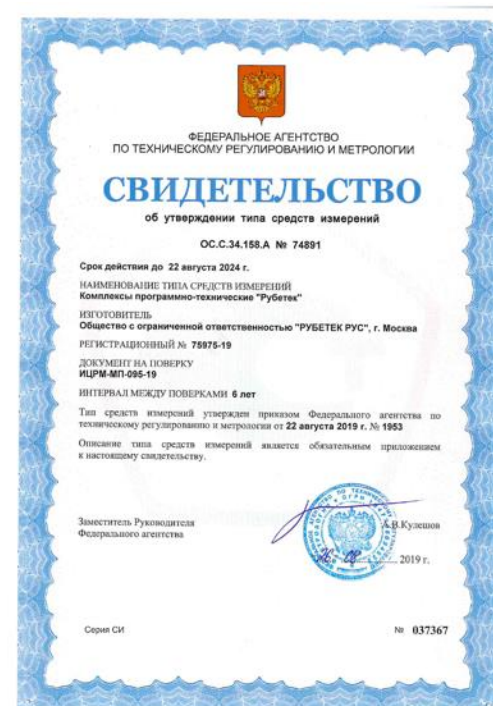 ФЕДЕРАЛЬНОЕ АГЕНТСТВО
ПО ТЕХНИЧЕСКОМУ РЕГУЛИРОВАНИЮ И МЕТРОЛОГИИ
СВИДЕТЕЛЬСТВО
об утверждении типа средств измерений
ОС.С.34.158.А № 74891
Срок действия до 22 августа 2024 г.
НАИМЕНОВАНИЕ ТИПА СРЕДСТВ ИЗМЕРЕНИЙ
Комплексы программно-технические "Рубетек"
ИЗГОТОВИТЕЛЬ
Общество с ограниченной ответственностью "РУБЕТЕК РУС", г. Москва
РЕГИСТРАЦИОННЫЙ № 75975-19
ДОКУМЕНТ НА ПОВЕРКУ
ИЦРМ-МП-095-19
ИНТЕРВАЛ МЕЖДУ ПОВЕРКАМИ 6 лет
Тип средств измерений утвержден приказом Федерального агентства по
техническому регулированию и метрологии от 22 августа 2019 г. № 1953
Описание типа средств измерений является обязательным приложением
к настоящему свидетельству.
Заместитель Руководителя
Федерального агентства
А.В.Кулешов
26 08 2019 г.
Серия СИ
№ 037367